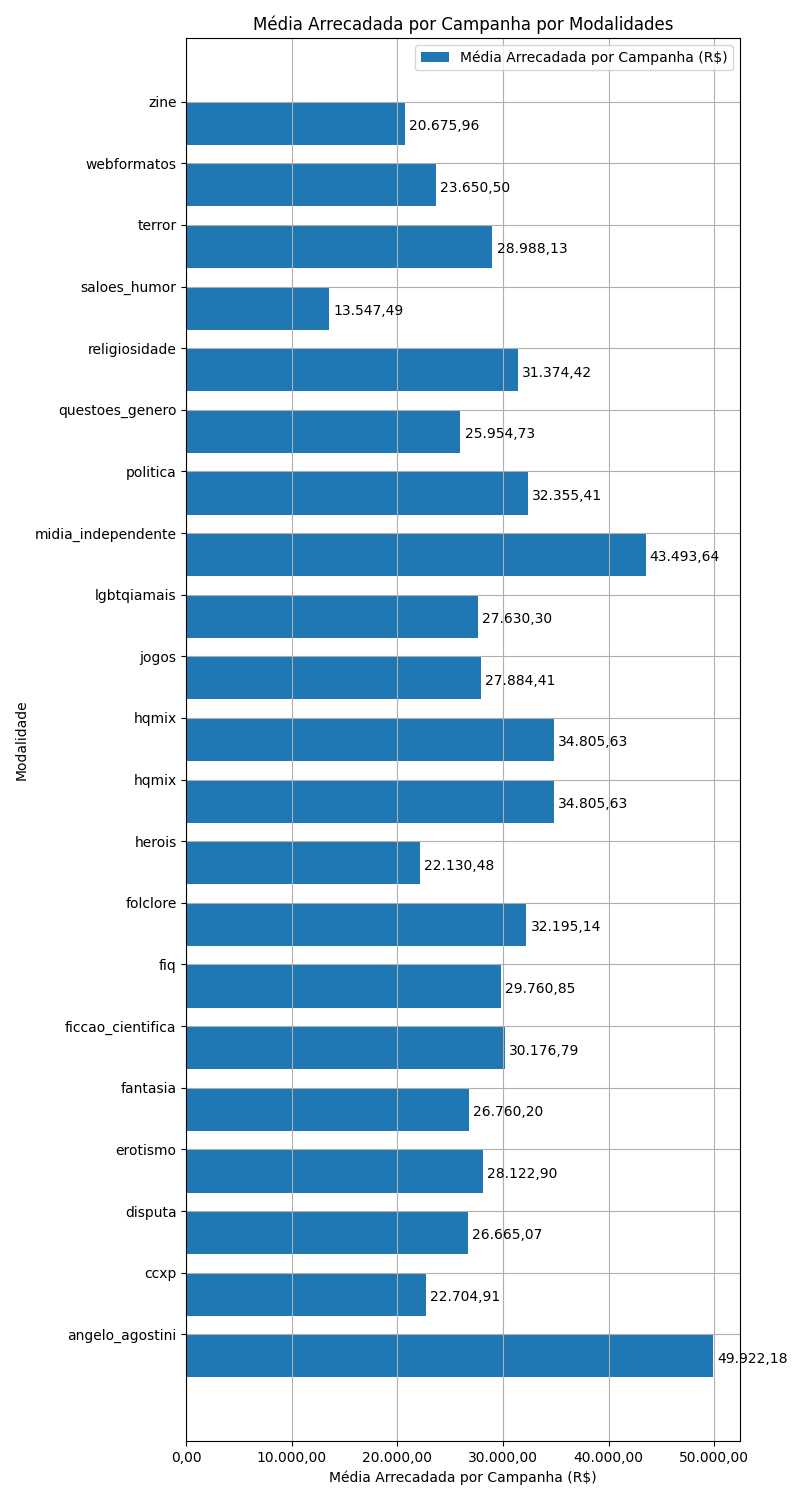 Média Arrecadada por Campanha por Modalidades
Média Arrecadada por Campanha (R$)
zine
20.675,96
webformatos
23.650,50
terror
28.988,13
saloes_humor
13.547,49
religiosidade
31.374,42
questoes_genero
25.954,73
politica
32.355,41
midia_independente
43.493,64
lgbtqiamais
27.630,30
jogos
27.884,41
hqmix
34.805,63
hqmix
34.805,63
herois
22.130,48
folclore
32.195,14
fiq
29.760,85
ficcao_cientifica
30.176,79
fantasia
26.760,20
erotismo
28.122,90
disputa
26.665,07
ccxp
22.704,91
angelo_agostini
49.922,18
Modalidade
0,00 10.000,00 20.000,00 30.000,00 40.000,00 50.000,00
Média Arrecadada por Campanha (R$)